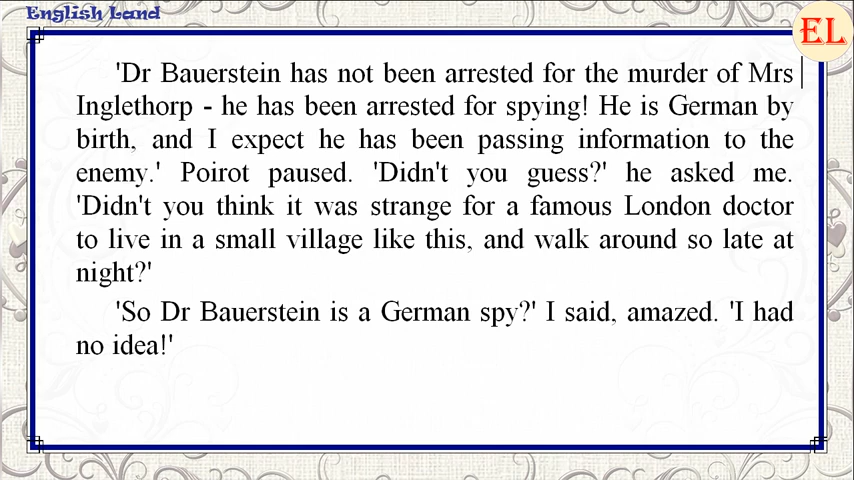 English Land
EL
'Dr Bauerstein has not been arrested for the murder of Mrs
Inglethorp - he has been arrested for spying! He is German by
birth, and I expect he has been passing information to the
enemy.' Poirot paused. 'Didn't you guess?' he asked me.
'Didn't you think it was strange for a famous London doctor
to live in a small village like this, and walk around so late at
night?'
'So Dr Bauerstein is a German spy?' I said, amazed. 'I had
no idea!'